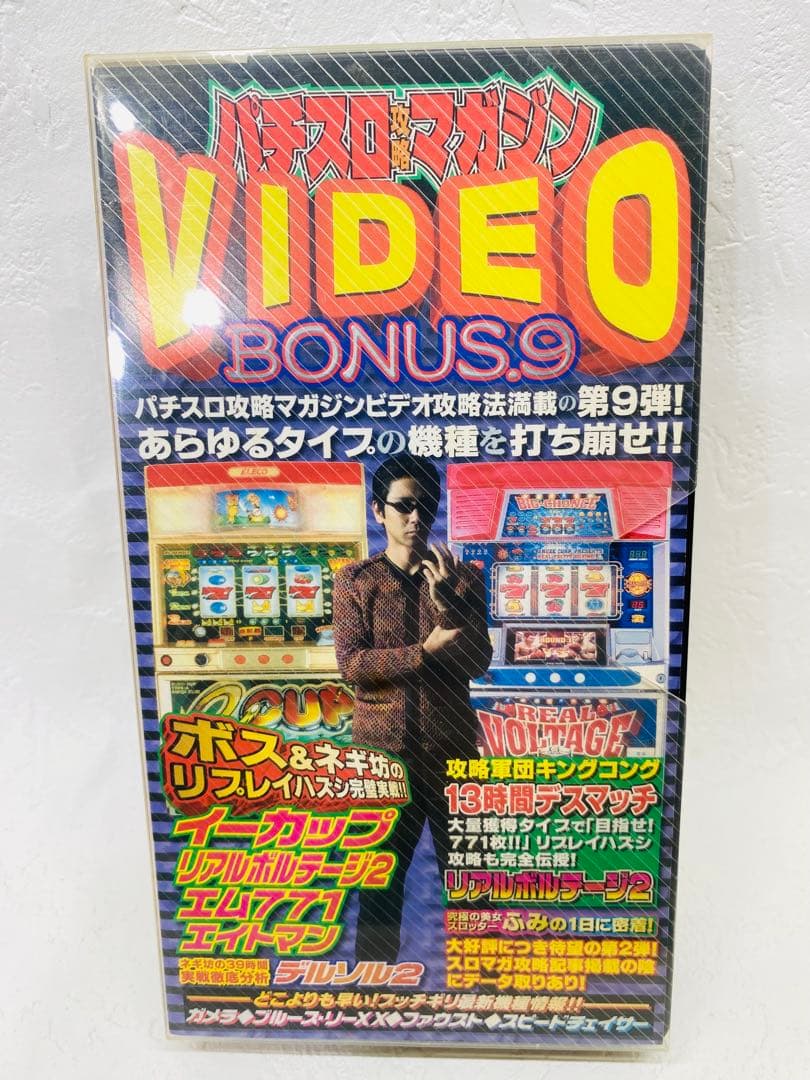 パチスロ攻略マガジン
VIDEO
BONUS.9
パチスロ攻略マガジンビデオ攻略法満載の第9弾!
あらゆるタイプの機種を打ち崩せ!!
ELECO
BIG CHANCE
CUP
REAL
VOLTAGE
ボス&ネギ坊の
リプレイハズシ完璧実戦!!
イーカップ
リアルボルテージ2
エム771
エイトマン
ネギ坊の39時間
実戦徹底分析
デルソル2
攻略軍団キングコング
13時間デスマッチ
大量獲得タイプで「目指せ!
771枚!!」リプレイハズシ
攻略も完全伝授!
リアルボルテージ2
究極の美女
スロッター
ふみの1日に密着!
大好評につき待望の第2弾!
スロマガ攻略記事掲載の陰
にデータ取りあり!
どこよりも早い!ブッチギリ最新機種情報!!
ガメラ◆ブルース・リーXX◆ファウスト◆スピードチェイサー